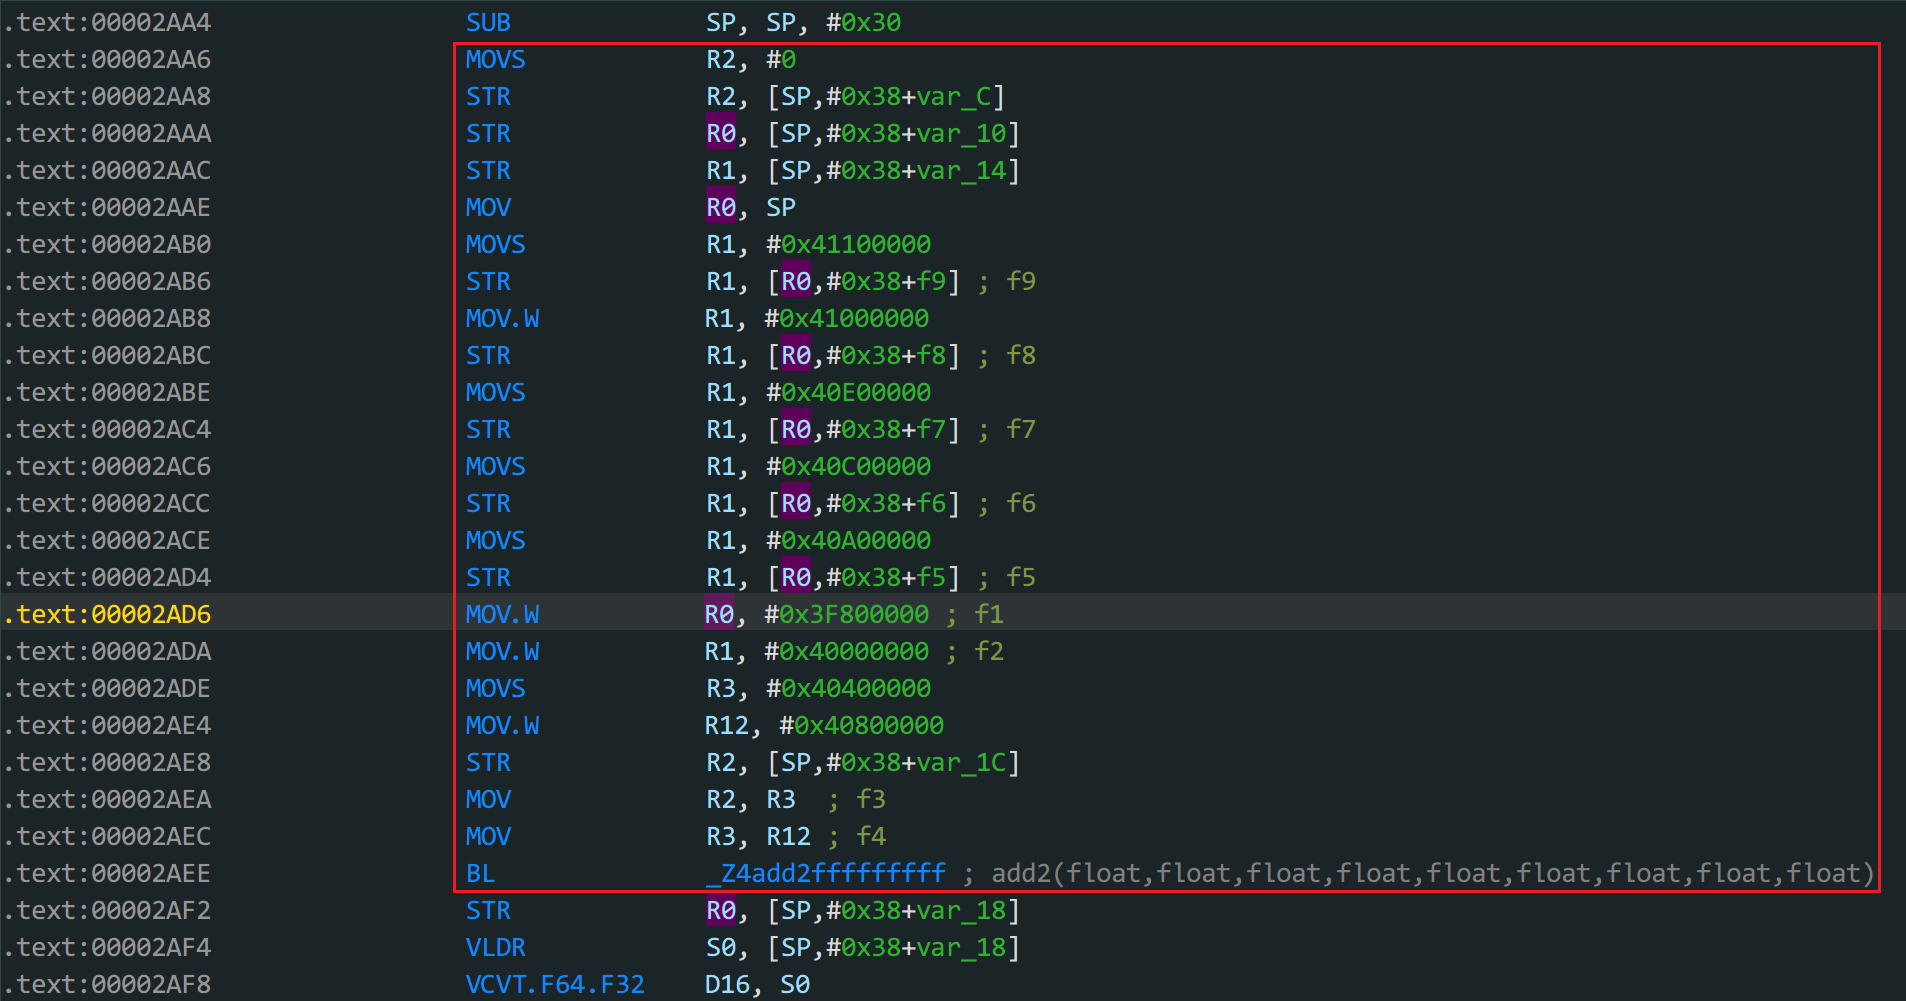 .text:00002AA4 SUB SP, SP, #0x30
.text:00002AA6 MOVS R2, #0
.text:00002AA8 STR R2, [SP,#0x38+var_C]
.text:00002AAA STR R0, [SP,#0x38+var_10]
.text:00002AAC STR R1, [SP,#0x38+var_14]
.text:00002AAE MOV R0, SP
.text:00002AB0 MOVS R1, #0x41100000
.text:00002AB6 STR R1, [R0,#0x38+f9] ; f9
.text:00002AB8 MOV.W R1, #0x41000000
.text:00002ABC STR R1, [R0,#0x38+f8] ; f8
.text:00002ABE MOVS R1, #0x40E00000
.text:00002AC4 STR R1, [R0,#0x38+f7] ; f7
.text:00002AC6 MOVS R1, #0x40C00000
.text:00002ACC STR R1, [R0,#0x38+f6] ; f6
.text:00002ACE MOVS R1, #0x40A00000
.text:00002AD4 STR R1, [R0,#0x38+f5] ; f5
.text:00002AD6 MOV.W R0, #0x3F800000 ; f1
.text:00002ADA MOV.W R1, #0x40000000 ; f2
.text:00002ADE MOVS R3, #0x40400000
.text:00002AE4 MOV.W R12, #0x40800000
.text:00002AE8 STR R2, [SP,#0x38+var_1C]
.text:00002AEA MOV R2, R3 ; f3
.text:00002AEC MOV R3, R12 ; f4
.text:00002AEE BL _Z4add2fffffffff ; add2(float,float,float,float,float,float,float,float,float)
.text:00002AF2 STR R0, [SP,#0x38+var_18]
.text:00002AF4 VLDR S0, [SP,#0x38+var_18]
.text:00002AF8 VCVT.F64.F32 D16, S0